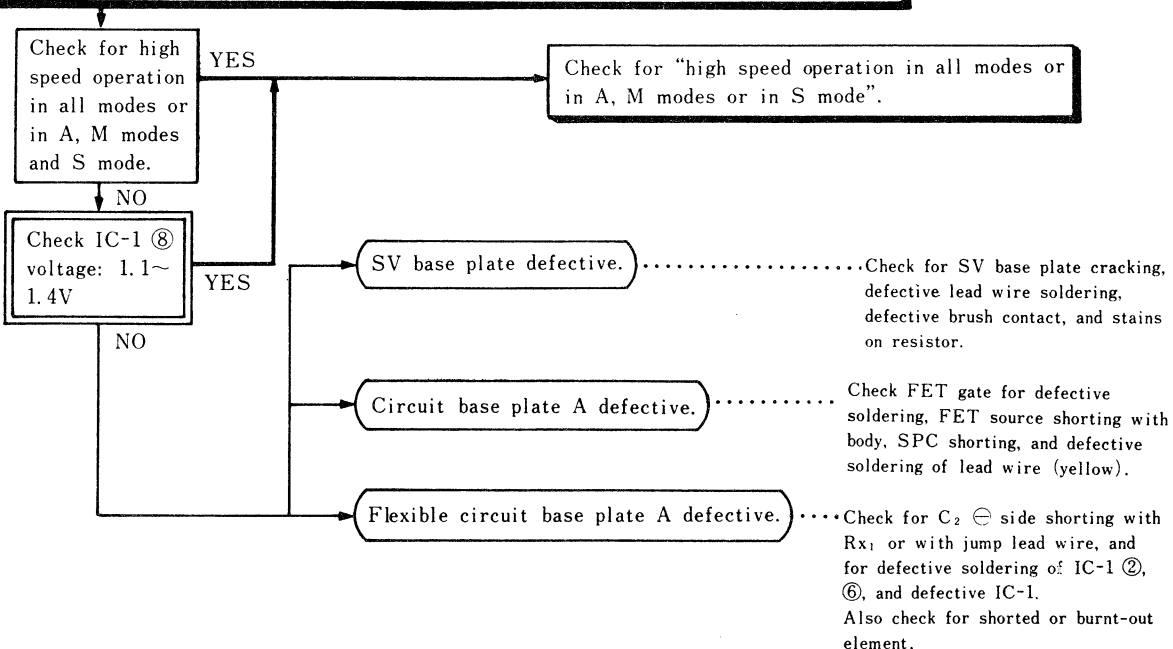 Check for high
speed operation
in all modes or
in A, M modes
and S mode.
YES
Check for “high speed operation in all modes or
in A, M modes or in S mode”.
NO
Check IC-1 ⑧
voltage: 1.1~
1.4V
YES
NO
SV base plate defective.
Check for SV base plate cracking,
defective lead wire soldering,
defective brush contact, and stains
on resistor.
Circuit base plate A defective.
Check FET gate for defective
soldering, FET source shorting with
body, SPC shorting, and defective
soldering of lead wire (yellow).
Flexible circuit base plate A defective.
Check for C₂ ⊖ side shorting with
Rx₁ or with jump lead wire, and
for defective soldering of IC-1 ②,
⑥, and defective IC-1.
Also check for shorted or burnt-out
element.